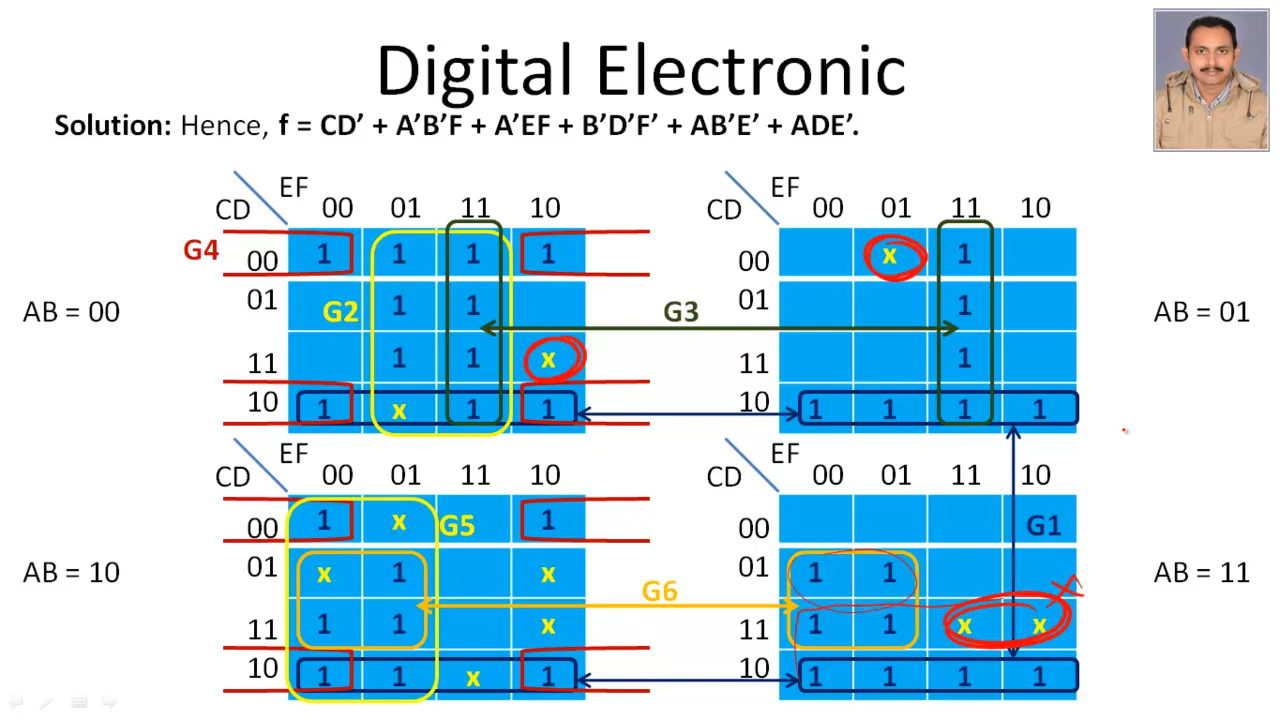 Digital Electronic
Solution: Hence, f = CD’ + A’B’F + A’EF + B’D’F’ + AB’E’ + ADE’.
EF EF
CD 00 01 11 10 CD 00 01 11 10
G4 00 1 1 1 1 00 x 1
AB = 00 01 G2 1 1 G3 01 1 AB = 01
11 1 1 x 11 1
10 1 x 1 1 10 1 1 1 1
EF EF
CD 00 01 11 10 CD 00 01 11 10
00 1 x G5 1 00 G1
AB = 10 01 x 1 x G6 01 1 1 AB = 11
11 1 1 x 11 1 1 x x
10 1 1 x 1 10 1 1 1 1